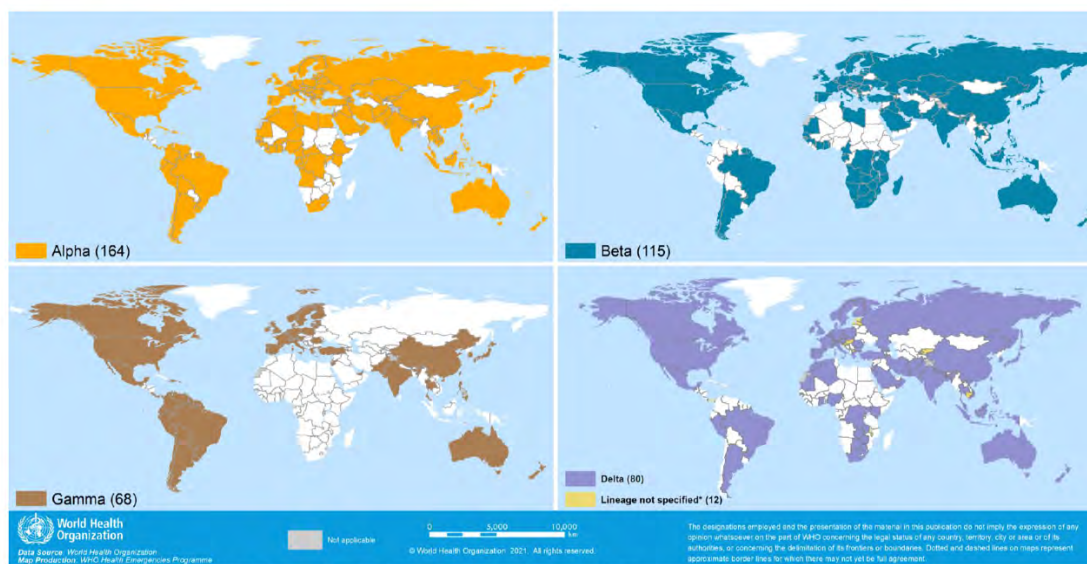 Alpha (164)
Beta (115)
Gamma (68)
Delta (80)
Lineage not specified* (12)
World Health
Organization
Data Source: World Health Organization
Map Production: WHO Health Emergencies Programme
Not applicable
0 5,000 10,000
km
© World Health Organization 2021. All rights reserved.
The designations employed and the presentation of the material in this publication do not imply the expression of any
opinion whatsoever on the part of WHO concerning the legal status of any country, territory, city or area or of its
authorities, or concerning the delimitation of its frontiers or boundaries. Dotted and dashed lines on maps represent
approximate border lines for which there may not yet be full agreement.